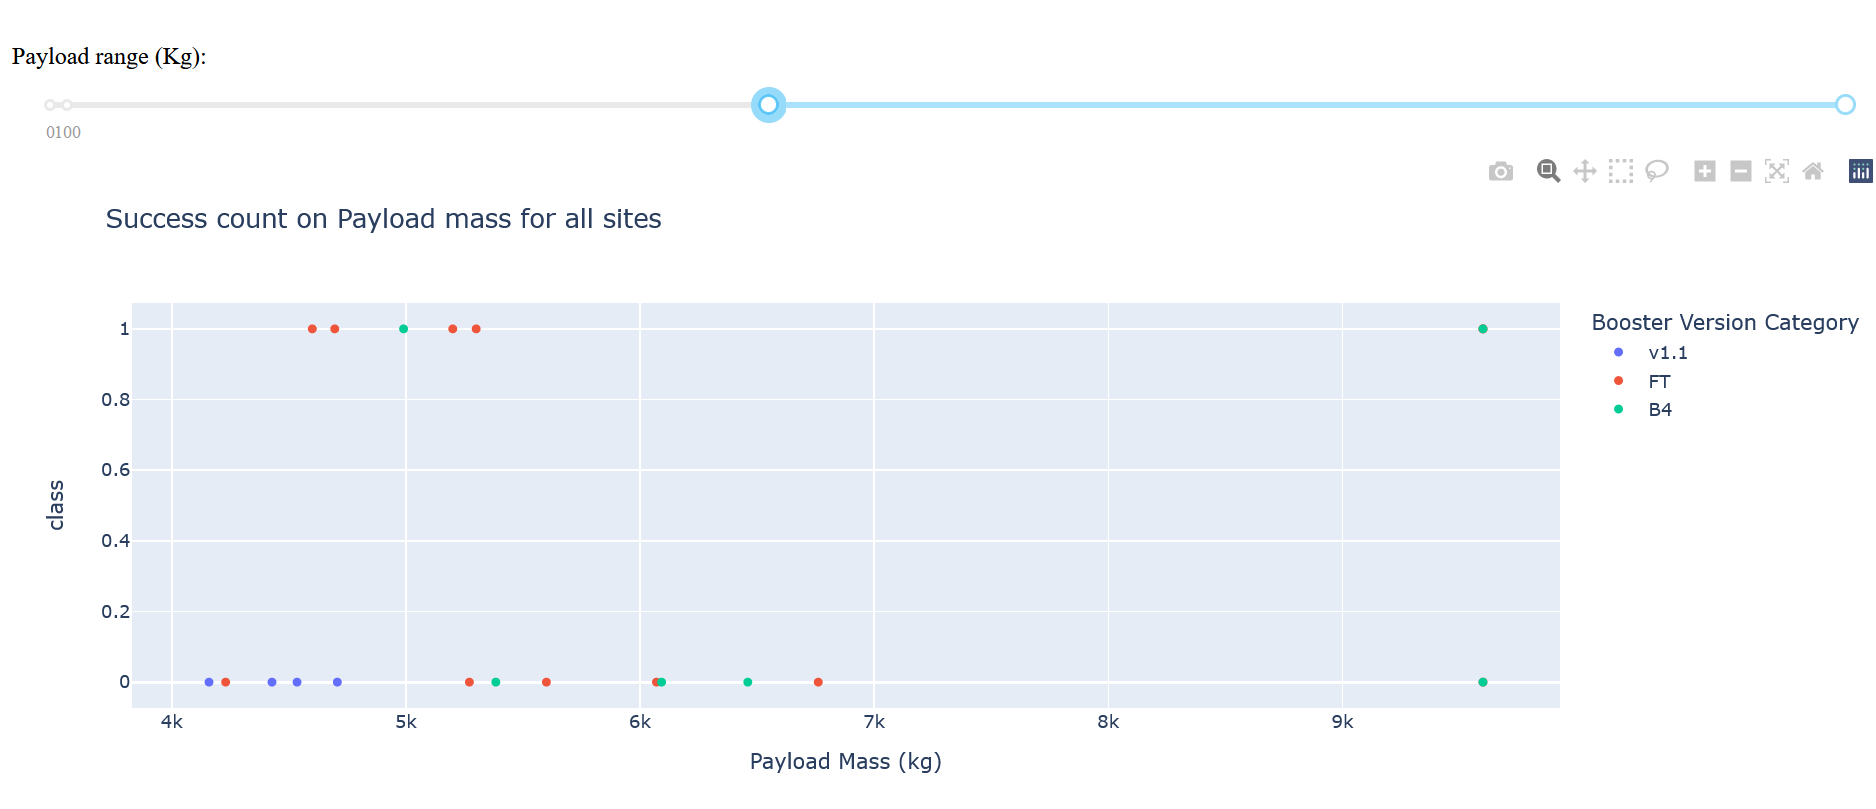 Payload range (Kg):
0100
Success count on Payload mass for all sites
1
0.8
0.6
0.4
0.2
0
class
4k 5k 6k 7k 8k 9k
Payload Mass (kg)
Booster Version Category
v1.1
FT
B4